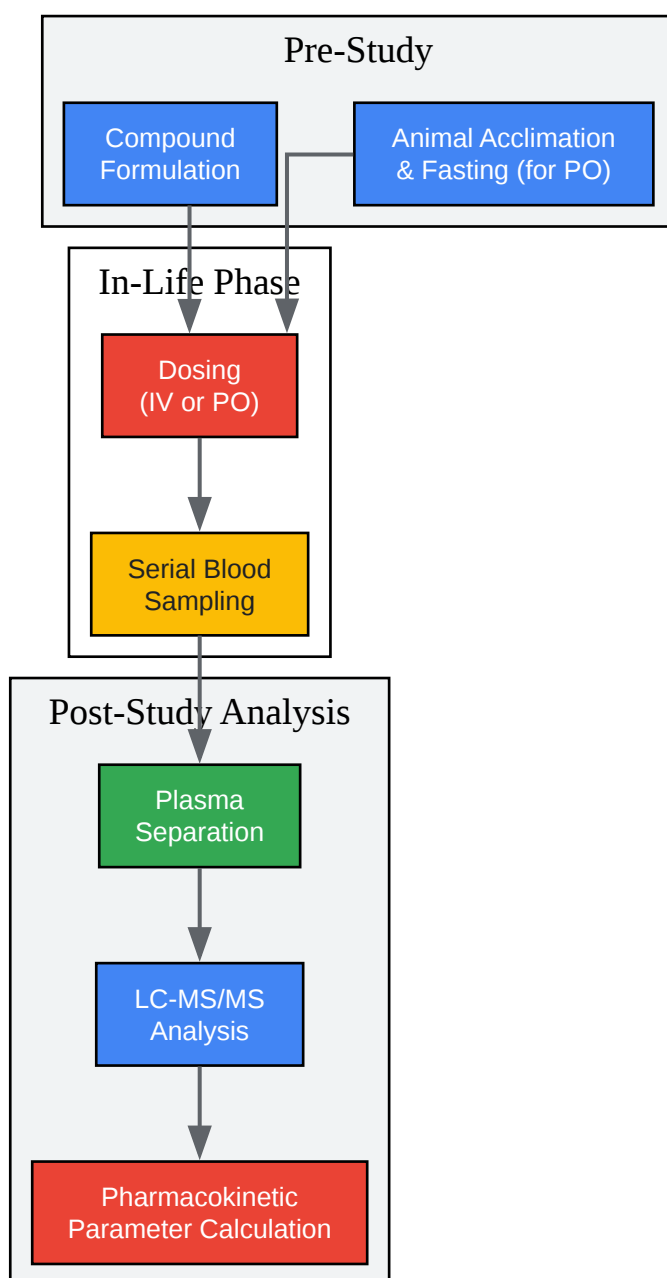 Pre-Study
Compound
Formulation
Animal Acclimation
& Fasting (for PO)
In-Life Phase
Dosing
(IV or PO)
Serial Blood
Sampling
Post-Study Analysis
Plasma
Separation
LC-MS/MS
Analysis
Pharmacokinetic
Parameter Calculation